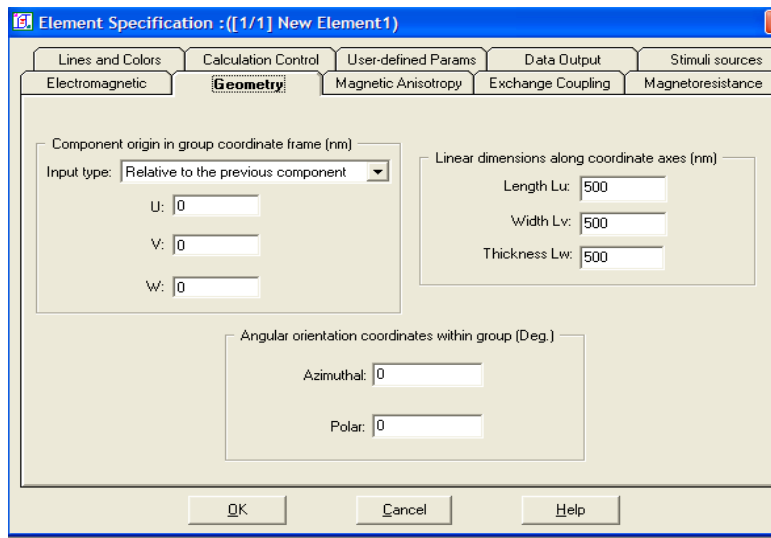 Element Specification :([1/1] New Element1)
Lines and Colors Calculation Control User-defined Params Data Output Stimuli sources
Electromagnetic Geometry Magnetic Anisotropy Exchange Coupling Magnetoresistance
Component origin in group coordinate frame (nm)
Input type: Relative to the previous component
U: 0
V: 0
W: 0
Linear dimensions along coordinate axes (nm)
Length Lu: 500
Width Lv: 500
Thickness Lw: 500
Angular orientation coordinates within group (Deg.)
Azimuthal: 0
Polar: 0
OK Cancel Help